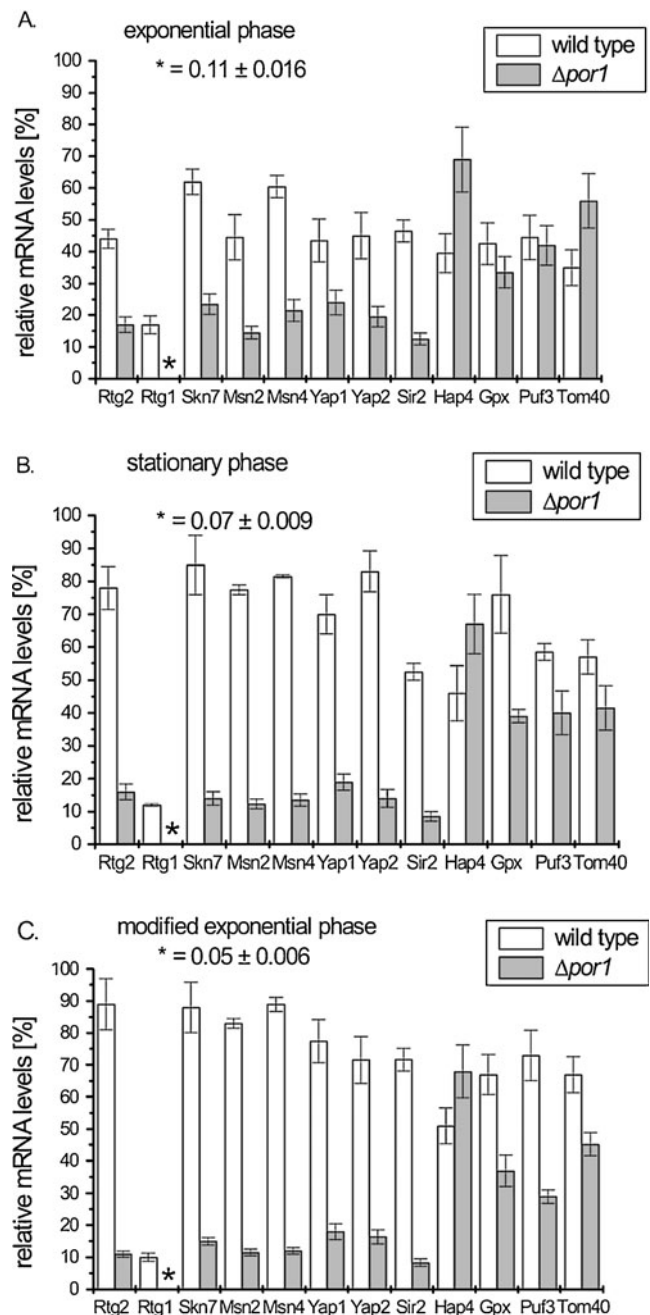 A.
exponential phase
* = 0.11 ± 0.016
wild type
Δpor1
relative mRNA levels [%]
100
90
80
70
60
50
40
30
20
10
0
*
Rtg2 Rtg1 Skn7 Msn2 Msn4 Yap1 Yap2 Sir2 Hap4 Gpx Puf3 Tom40
B.
stationary phase
* = 0.07 ± 0.009
wild type
Δpor1
relative mRNA levels [%]
100
90
80
70
60
50
40
30
20
10
0
*
Rtg2 Rtg1 Skn7 Msn2 Msn4 Yap1 Yap2 Sir2 Hap4 Gpx Puf3 Tom40
C.
modified exponential phase
* = 0.05 ± 0.006
wild type
Δpor1
relative mRNA levels [%]
100
90
80
70
60
50
40
30
20
10
0
*
Rtg2 Rtg1 Skn7 Msn2 Msn4 Yap1 Yap2 Sir2 Hap4 Gpx Puf3 Tom40